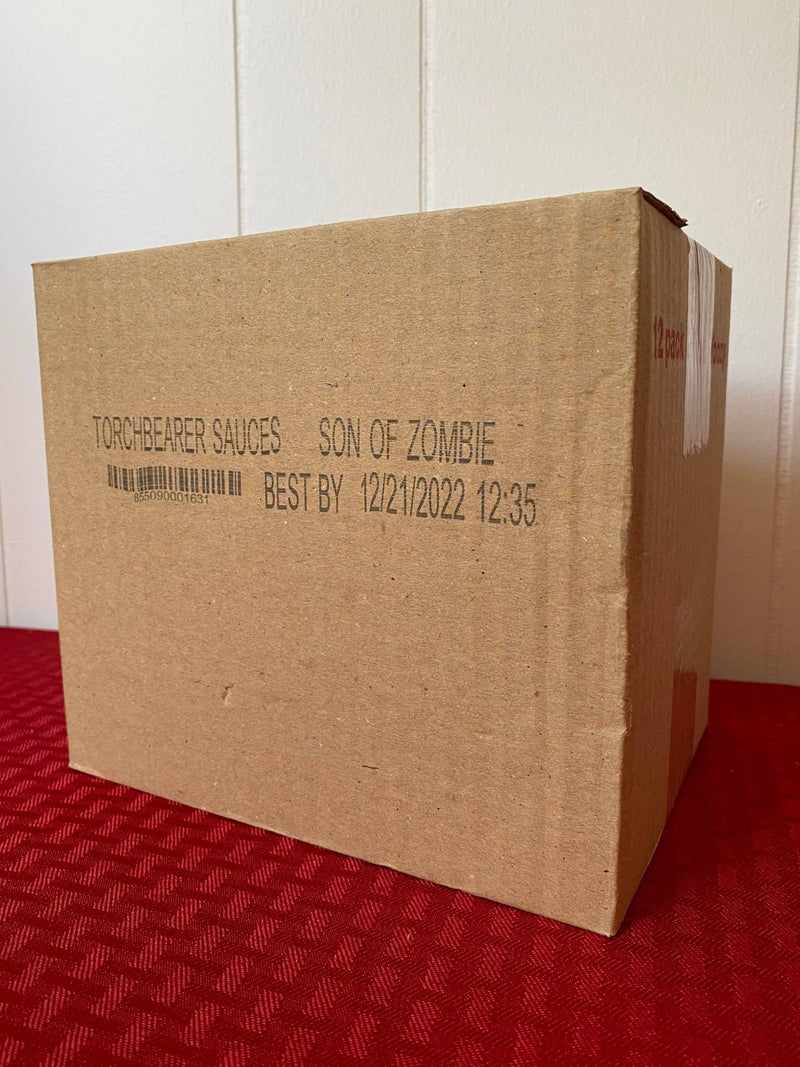 TORCHBEARER SAUCES SON OF ZOMBIE
855090001631 BEST BY 12/21/2022 12:35
12 pack